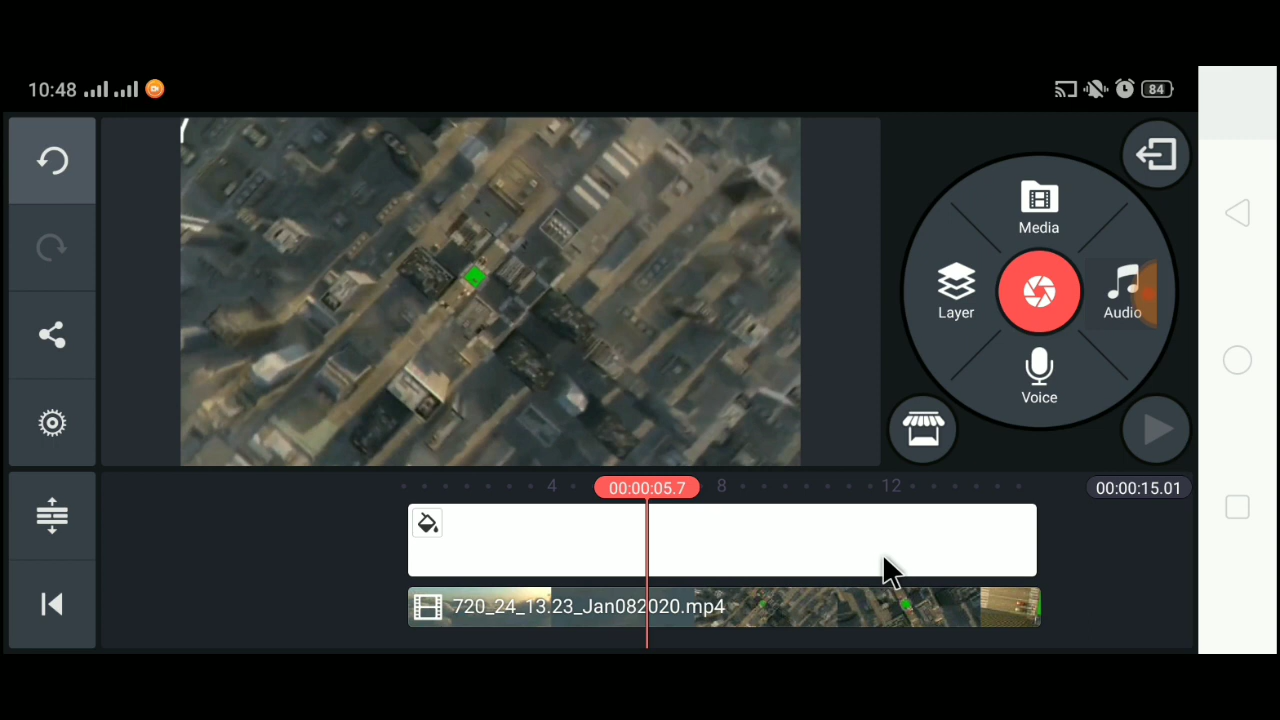 10:48
84
Media
Layer
Audio
Voice
4
00:00:05.7
8
12
00:00:15.01
720_24_13.23_Jan082020.mp4